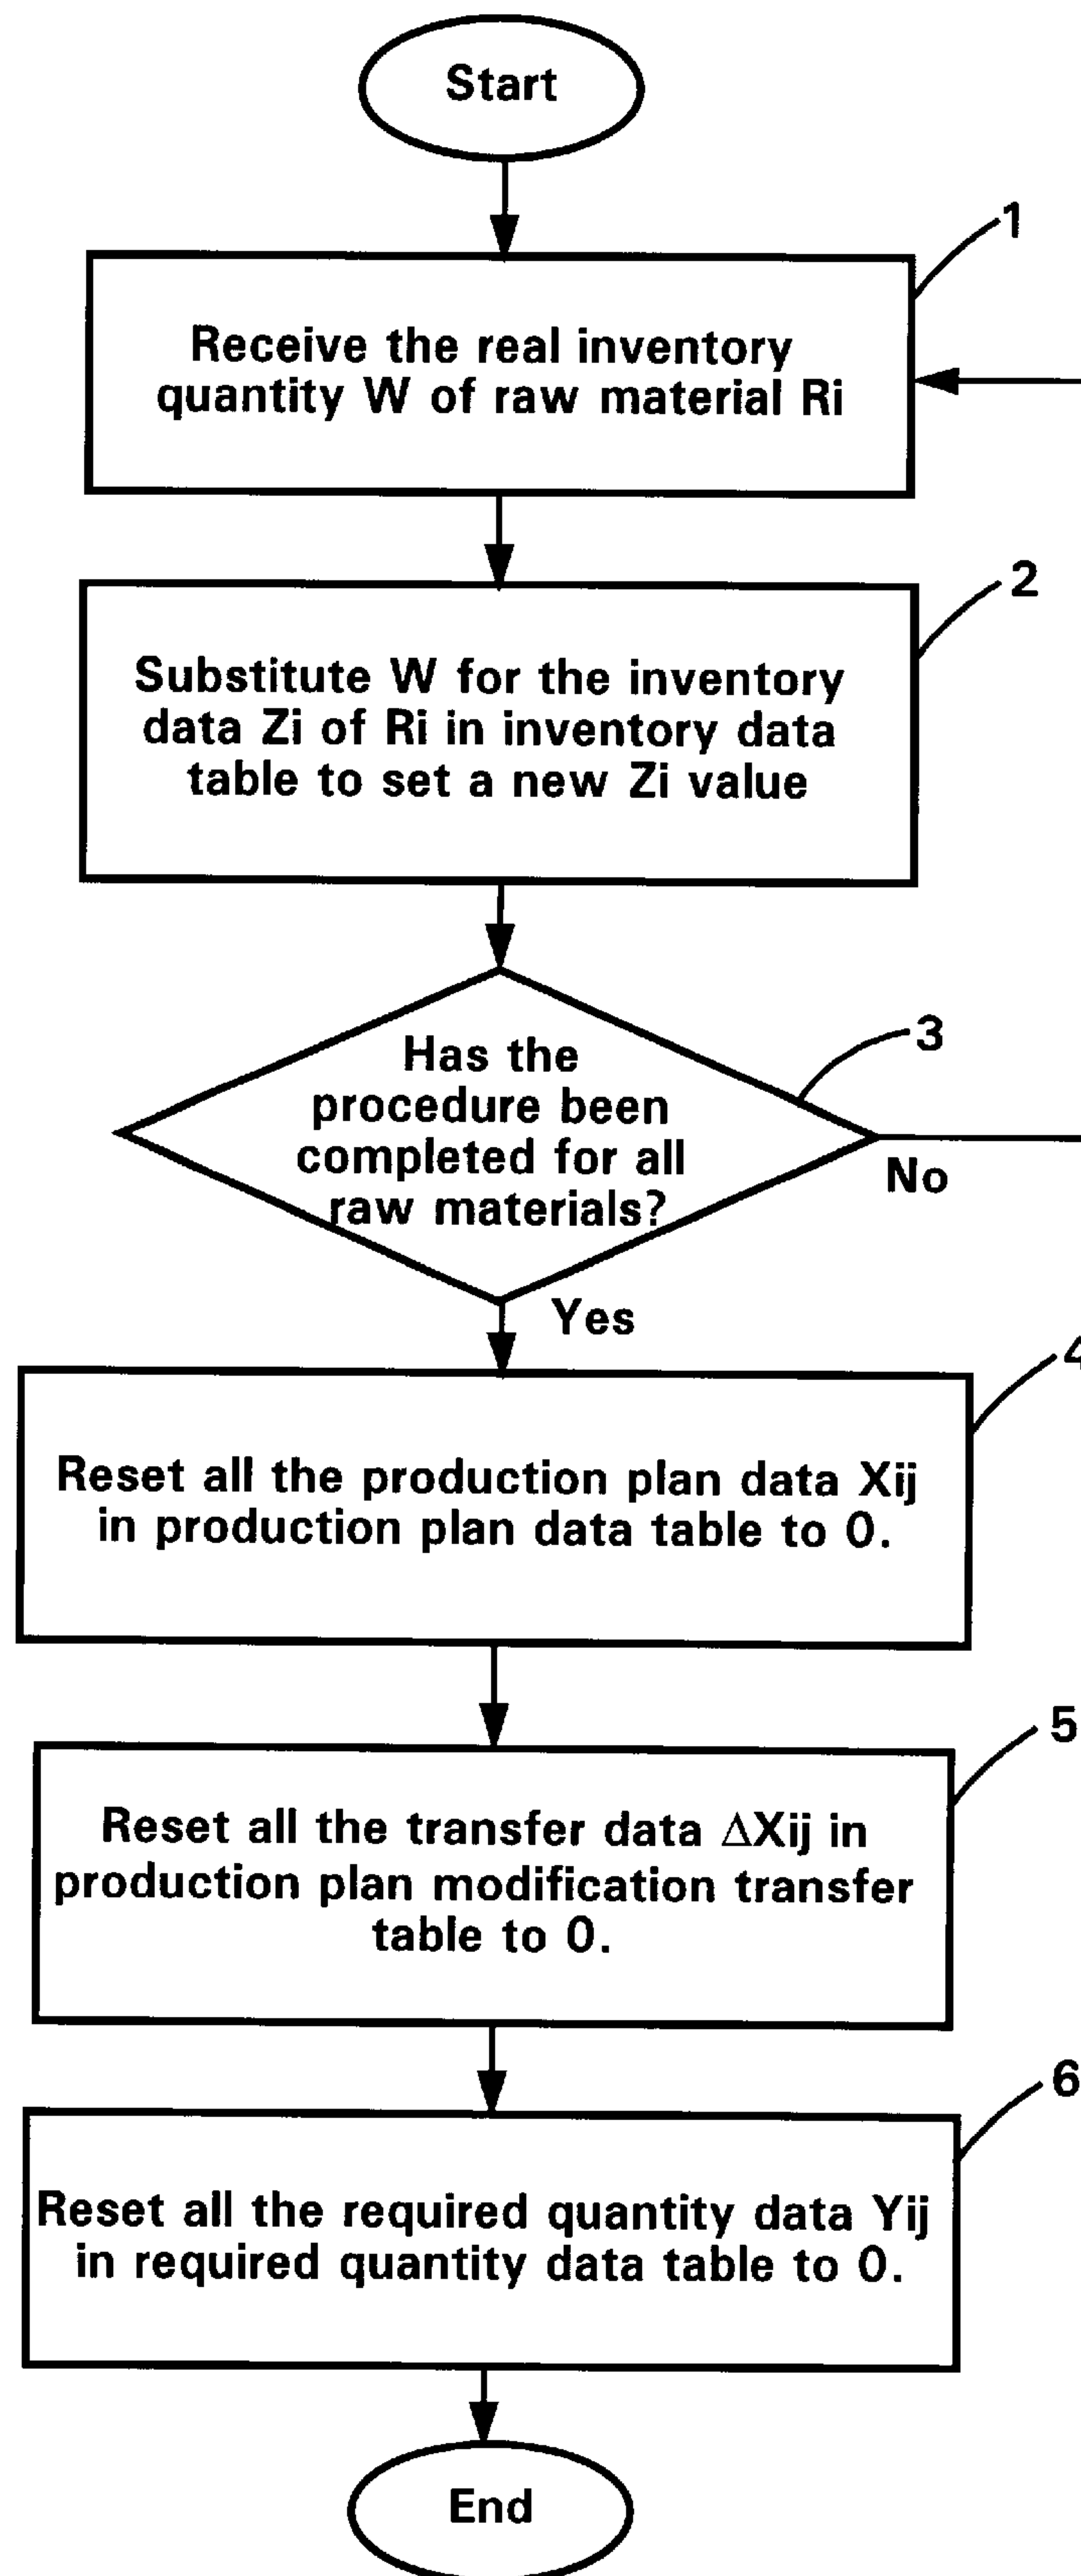 Start
1
Receive the real inventory
quantity W of raw material Ri
2
Substitute W for the inventory
data Zi of Ri in inventory data
table to set a new Zi value
3
Has the
procedure been
completed for all
raw materials?
No
Yes
4
Reset all the production plan data Xij
in production plan data table to 0.
5
Reset all the transfer data ΔXij in
production plan modification transfer
table to 0.
6
Reset all the required quantity data Yij
in required quantity data table to 0.
End